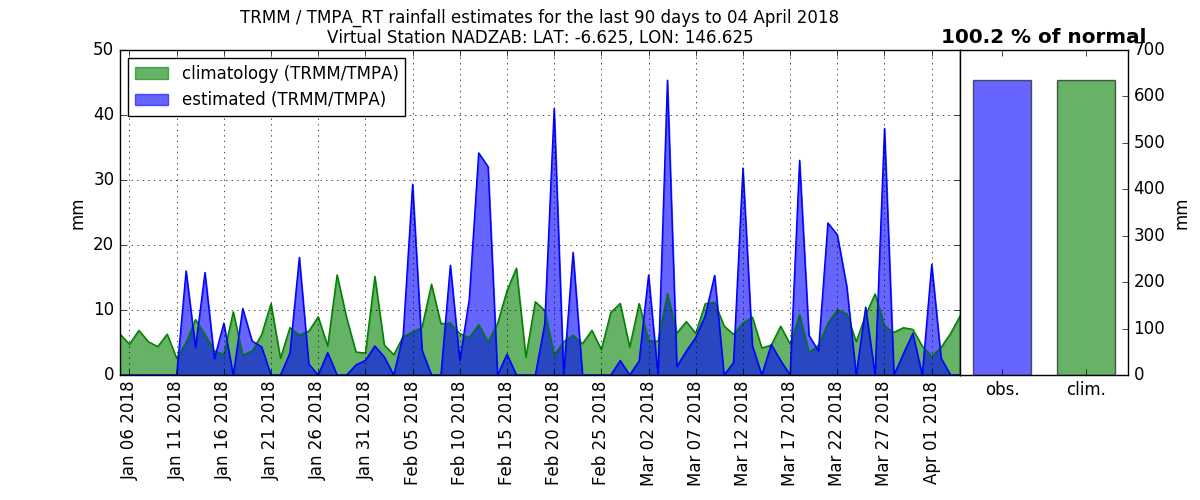 TRMM / TMPA_RT rainfall estimates for the last 90 days to 04 April 2018
Virtual Station NADZAB: LAT: -6.625, LON: 146.625
100.2 % of normal
climatology (TRMM/TMPA)
estimated (TRMM/TMPA)
mm
50
40
30
20
10
0
700
600
500
400
300
200
100
0
mm
obs.
clim.
Jan 06 2018
Jan 11 2018
Jan 16 2018
Jan 21 2018
Jan 26 2018
Jan 31 2018
Feb 05 2018
Feb 10 2018
Feb 15 2018
Feb 20 2018
Feb 25 2018
Mar 02 2018
Mar 07 2018
Mar 12 2018
Mar 17 2018
Mar 22 2018
Mar 27 2018
Apr 01 2018